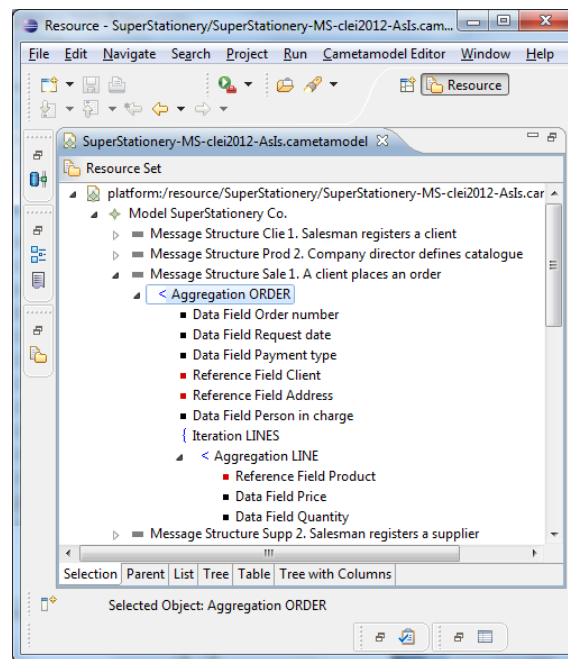 Resource - SuperStationery/SuperStationery-MS-clei2012-AsIs.cam...
File Edit Navigate Search Project Run Cametamodel Editor Window Help
Resource
SuperStationery-MS-clei2012-AsIs.cametamodel
Resource Set
platform:/resource/SuperStationery/SuperStationery-MS-clei2012-AsIs.car
Model SuperStationery Co.
Message Structure Clie 1. Salesman registers a client
Message Structure Prod 2. Company director defines catalogue
Message Structure Sale 1. A client places an order
< Aggregation ORDER
Data Field Order number
Data Field Request date
Data Field Payment type
Reference Field Client
Reference Field Address
Data Field Person in charge
{ Iteration LINES
< Aggregation LINE
Reference Field Product
Data Field Price
Data Field Quantity
Message Structure Supp 2. Salesman registers a supplier
Selection Parent List Tree Table Tree with Columns
Selected Object: Aggregation ORDER